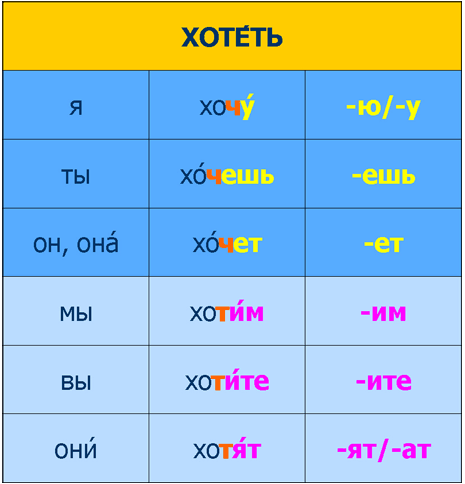 ХОТЕ́ТЬ
я хочу́ -ю/-у
ты хо́чешь -ешь
он, она́ хо́чет -ет
мы хоти́м -им
вы хоти́те -ите
они́ хотя́т -ят/-ат